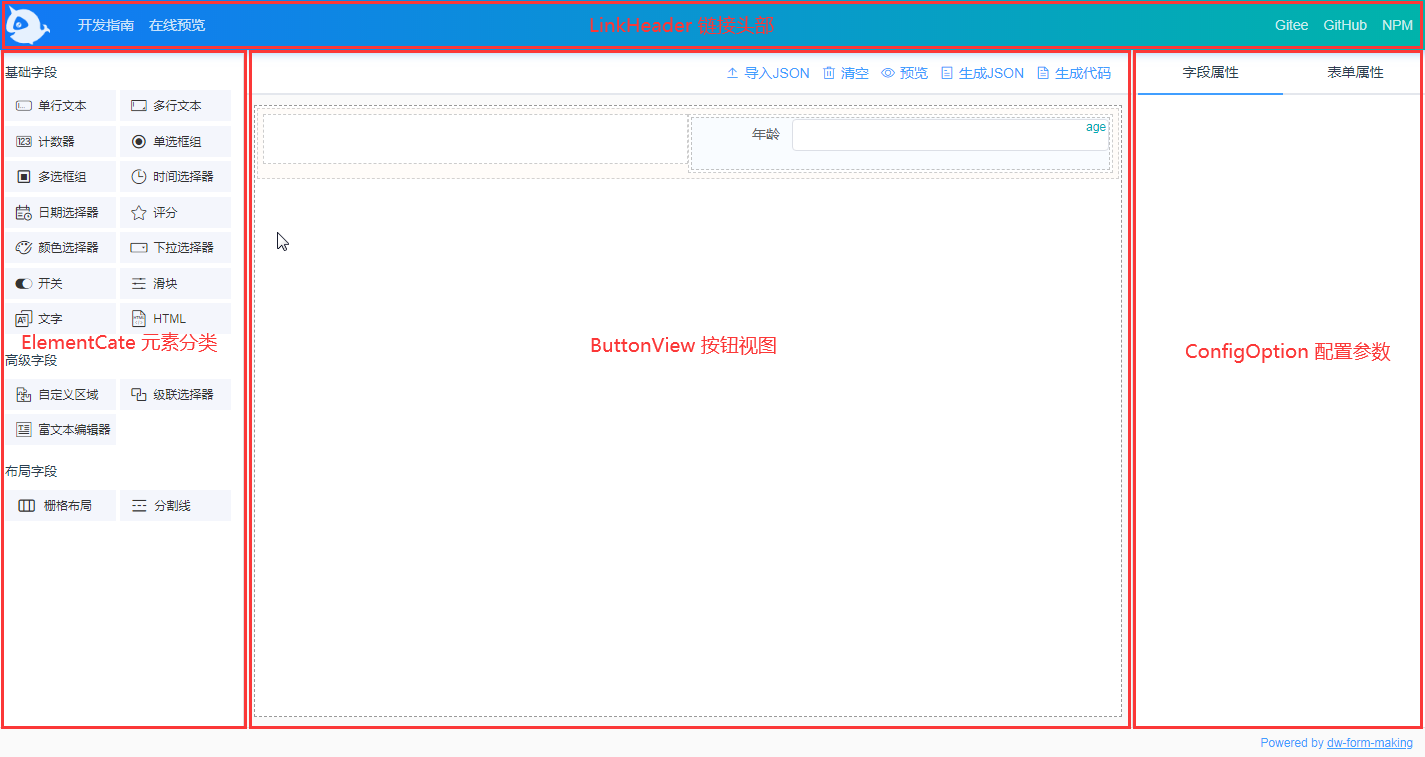 开发指南 在线预览 LinkHeader 链接头部 Gitee GitHub NPM
基础字段
单行文本 多行文本
计数器 单选框组
多选框组 时间选择器
日期选择器 评分
颜色选择器 下拉选择器
开关 滑块
文字 HTML
ElementCate 元素分类
高级字段
自定义区域 级联选择器
富文本编辑器
布局字段
栅格布局 分割线
导入JSON 清空 预览 生成JSON 生成代码
年龄 age
ButtonView 按钮视图
字段属性 表单属性
ConfigOption 配置参数
Powered by dw-form-making